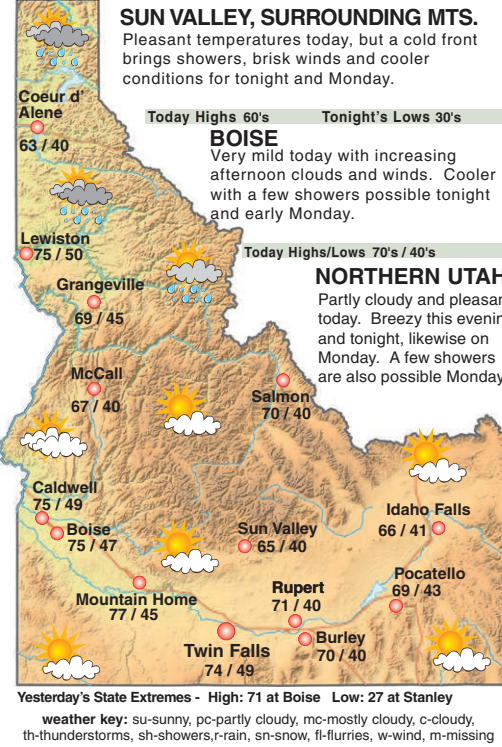 SUN VALLEY, SURROUNDING MTS.
Pleasant temperatures today, but a cold front
brings showers, brisk winds and cooler
conditions for tonight and Monday.
Today Highs 60's Tonight's Lows 30's
BOISE
Very mild today with increasing
afternoon clouds and winds. Cooler
with a few showers possible tonight
and early Monday.
Today Highs/Lows 70's / 40's
NORTHERN UTAH
Partly cloudy and pleasan
today. Breezy this evenin
and tonight, likewise on
Monday. A few showers
are also possible Monday
Coeur d'
Alene
63 / 40
Lewiston
75 / 50
Grangeville
69 / 45
McCall
67 / 40
Salmon
70 / 40
Caldwell
75 / 49
Boise
75 / 47
Sun Valley
65 / 40
Idaho Falls
66 / 41
Pocatello
69 / 43
Mountain Home
77 / 45
Rupert
71 / 40
Twin Falls
74 / 49
Burley
70 / 40
Yesterday's State Extremes - High: 71 at Boise Low: 27 at Stanley
weather key: su-sunny, pc-partly cloudy, mc-mostly cloudy, c-cloudy,
th-thunderstorms, sh-showers,r-rain, sn-snow, fl-flurries, w-wind, m-missing